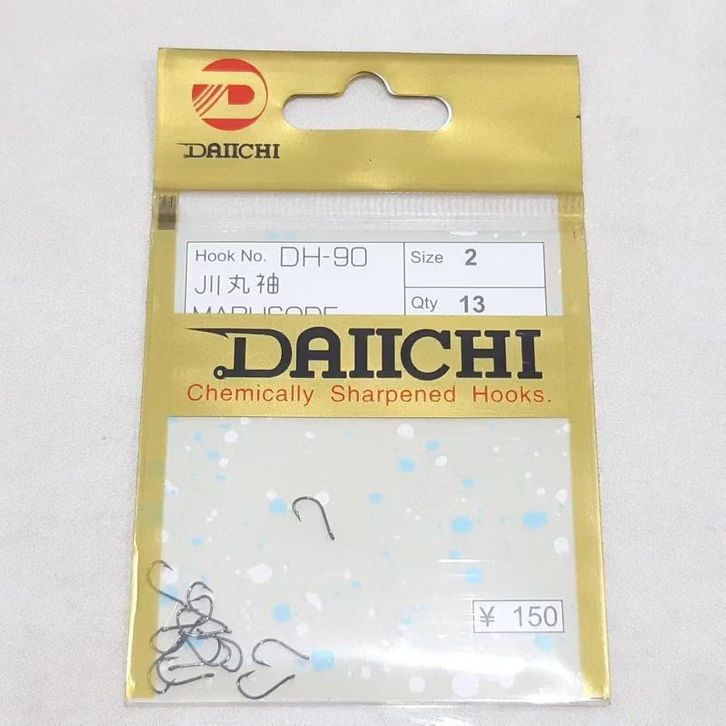 DAIICHI
Hook No. DH-90 Size 2
川丸袖
Qty 13
DAIICHI
Chemically Sharpened Hooks.
¥ 150